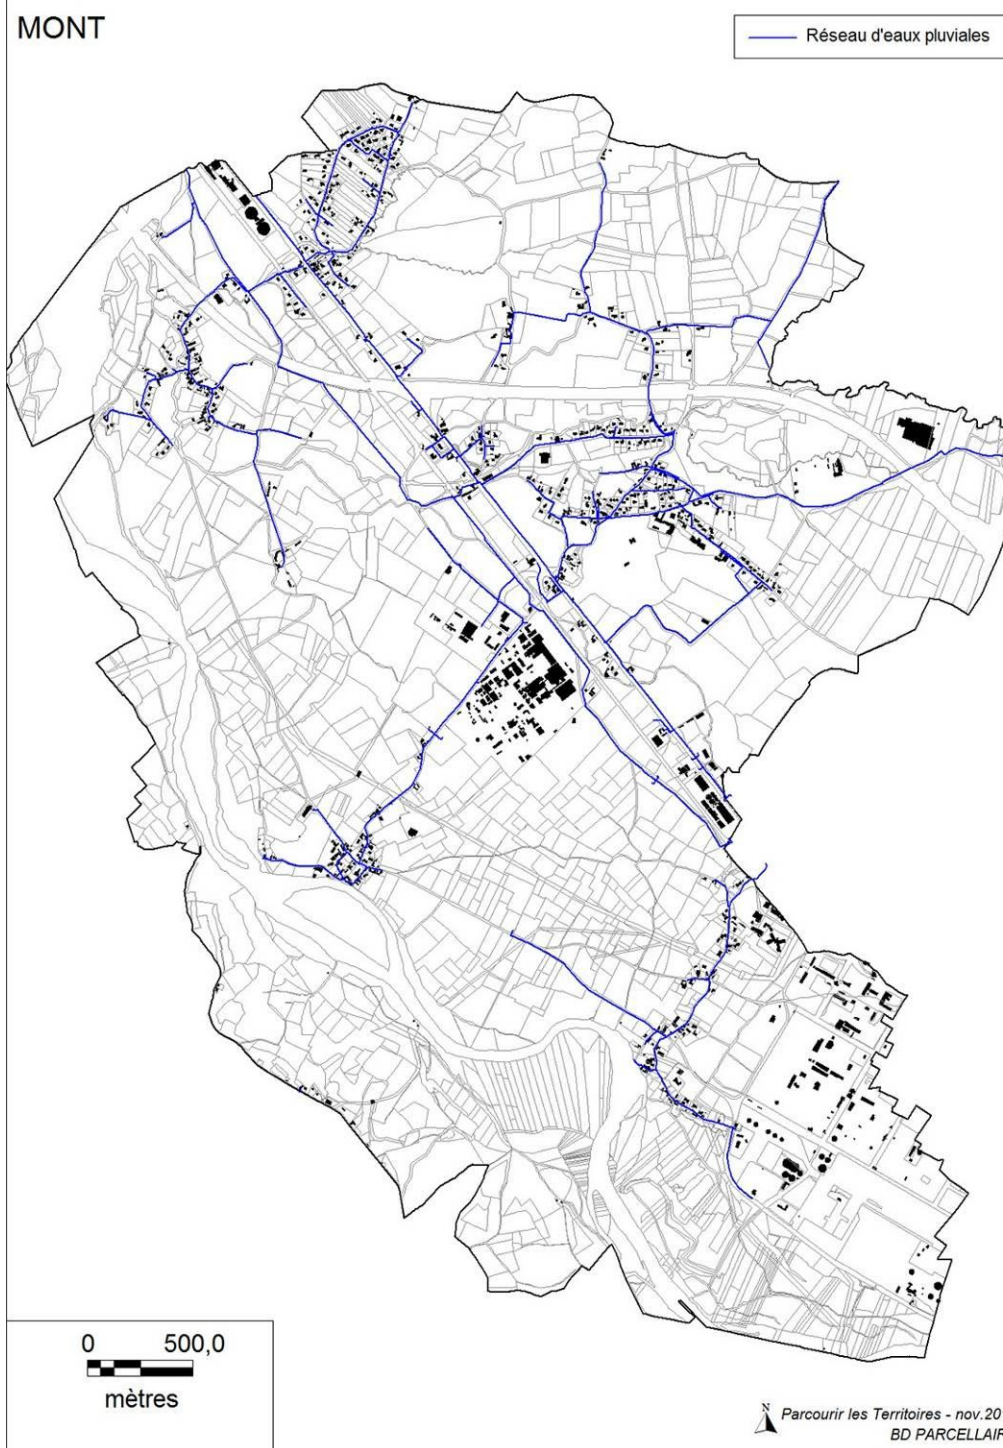 MONT
Réseau d'eaux pluviales
0 500,0
mètres
N
Parcourir les Territoires - nov.20
BD PARCELLAIR